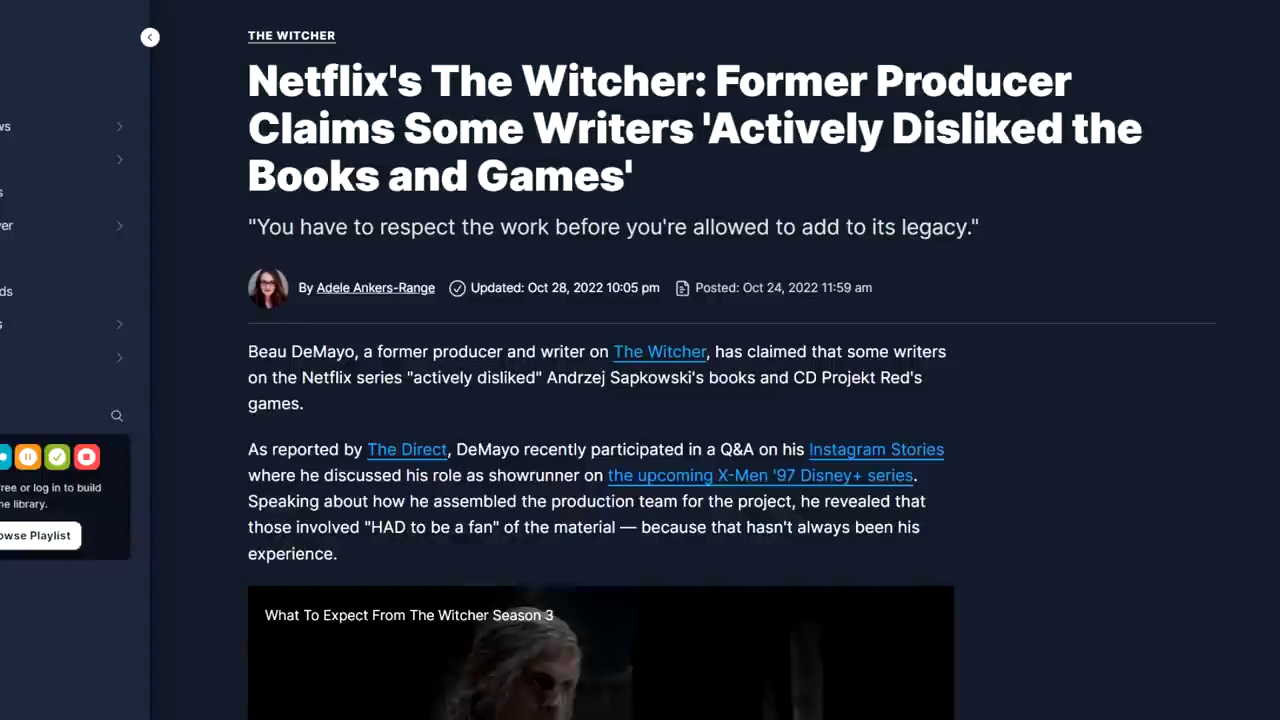 THE WITCHER
Netflix's The Witcher: Former Producer
Claims Some Writers 'Actively Disliked the
Books and Games'
"You have to respect the work before you're allowed to add to its legacy."
By Adele Ankers-Range Updated: Oct 28, 2022 10:05 pm Posted: Oct 24, 2022 11:59 am
Beau DeMayo, a former producer and writer on The Witcher, has claimed that some writers
on the Netflix series "actively disliked" Andrzej Sapkowski's books and CD Projekt Red's
games.
As reported by The Direct, DeMayo recently participated in a Q&A on his Instagram Stories
where he discussed his role as showrunner on the upcoming X-Men '97 Disney+ series.
Speaking about how he assembled the production team for the project, he revealed that
those involved "HAD to be a fan" of the material — because that hasn't always been his
experience.
What To Expect From The Witcher Season 3
or log in to build
library.
Playlist